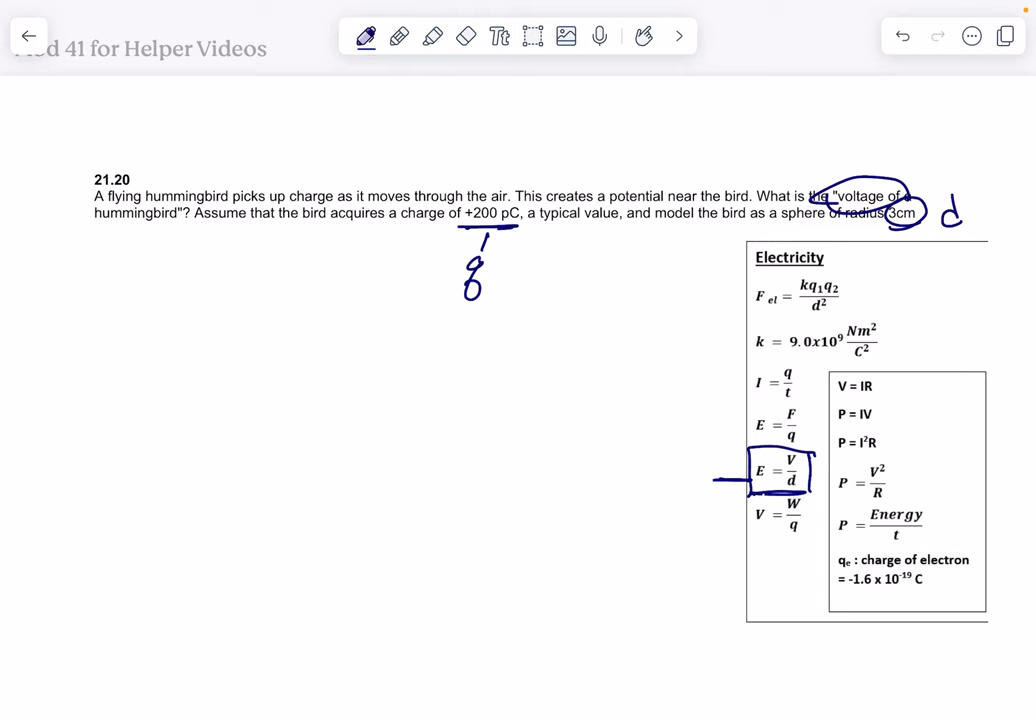 Mod 41 for Helper Videos
Tt
21.20
A flying hummingbird picks up charge as it moves through the air. This creates a potential near the bird. What is the "voltage of a
hummingbird"? Assume that the bird acquires a charge of +200 pC, a typical value, and model the bird as a sphere of radius 3cm
d
q
Electricity
F el = kq₁q₂/d²
k = 9.0x10⁹ Nm²/C²
I = q/t
E = F/q
E = V/d
V = W/q
V = IR
P = IV
P = I²R
P = V²/R
P = Energy/t
qₑ : charge of electron
= -1.6 x 10⁻¹⁹ C